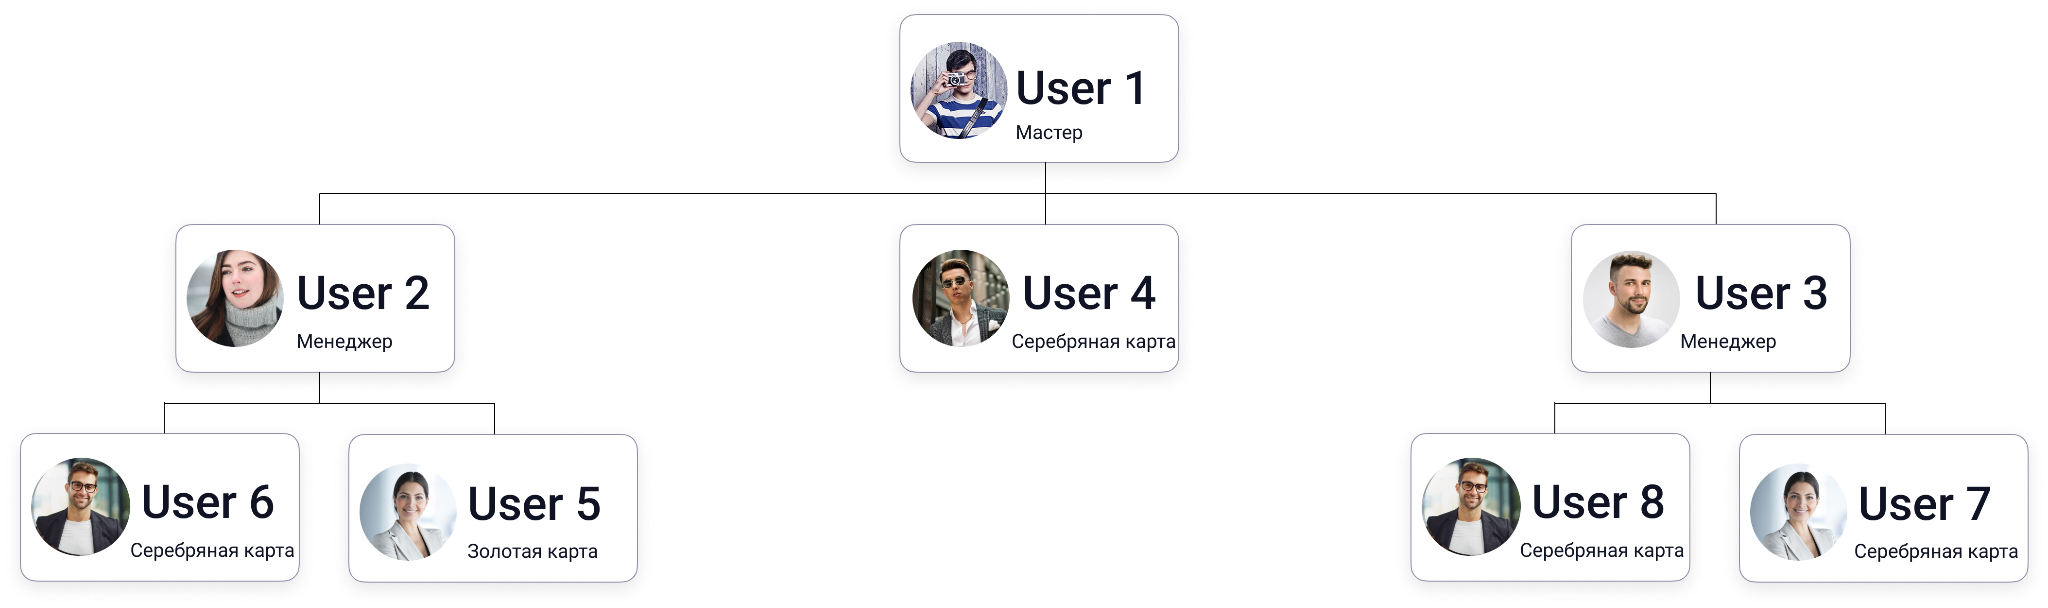 User 1
Мастер
User 2
Менеджер
User 4
Серебряная карта
User 3
Менеджер
User 6
Серебряная карта
User 5
Золотая карта
User 8
Серебряная карта
User 7
Серебряная карта